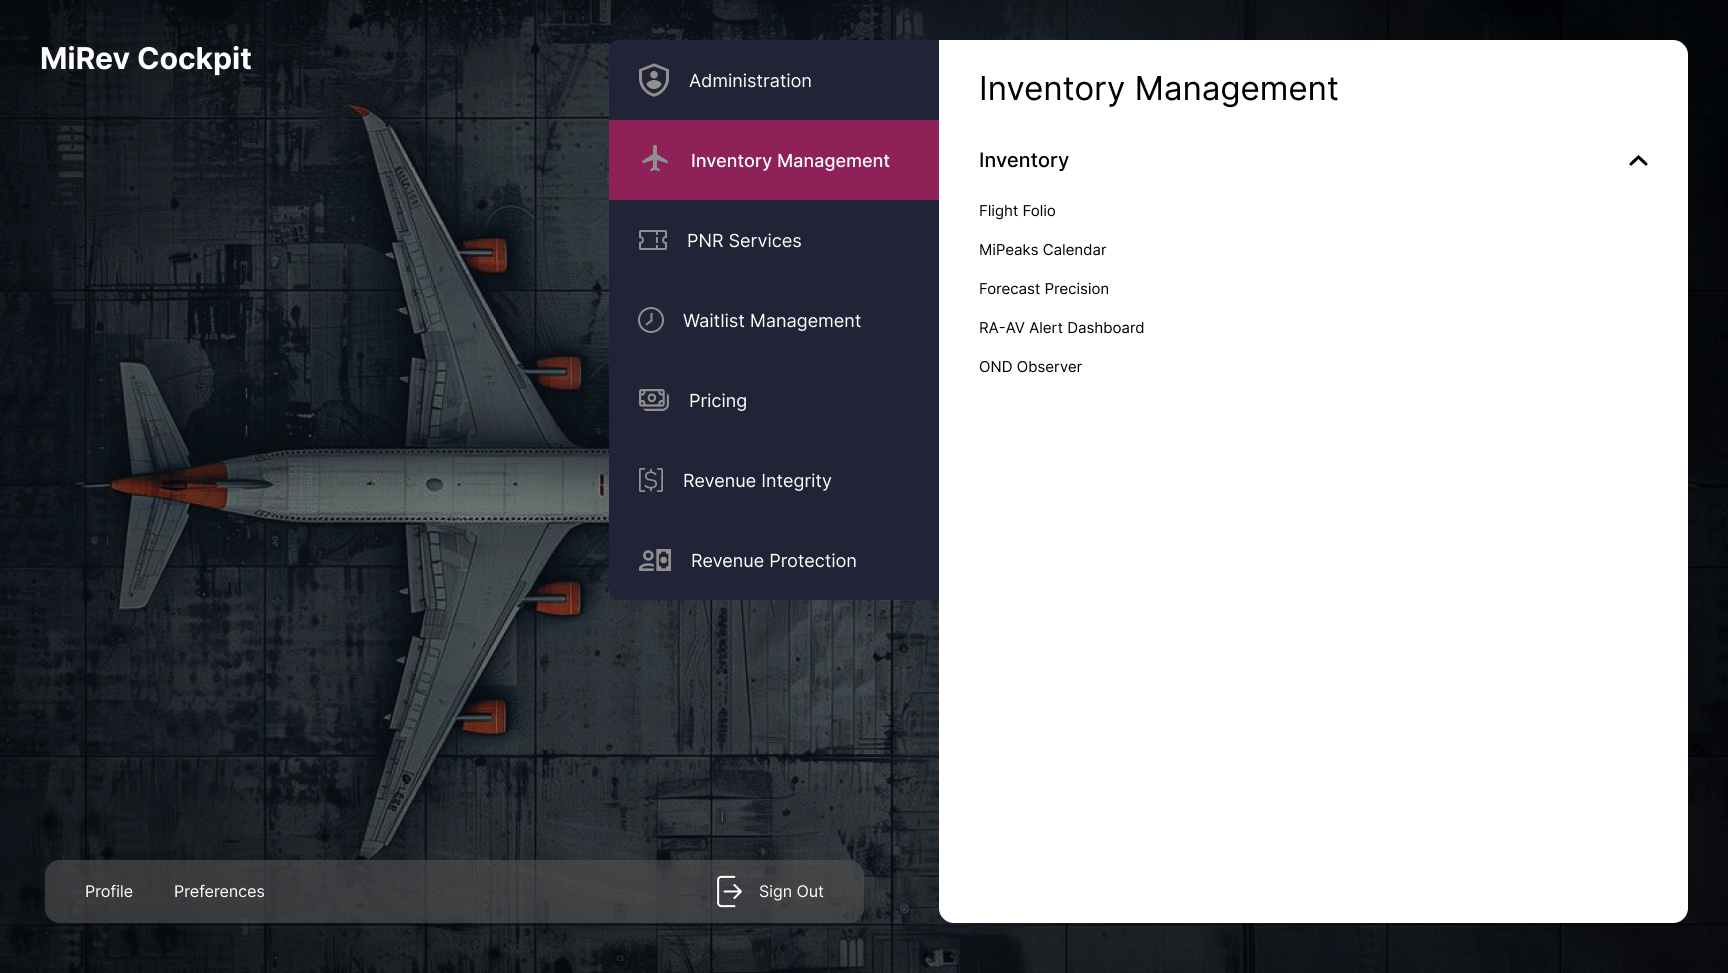 MiRev Cockpit
Administration
Inventory Management
PNR Services
Waitlist Management
Pricing
Revenue Integrity
Revenue Protection
Inventory Management
Inventory
Flight Folio
MiPeaks Calendar
Forecast Precision
RA-AV Alert Dashboard
OND Observer
Profile
Preferences
Sign Out